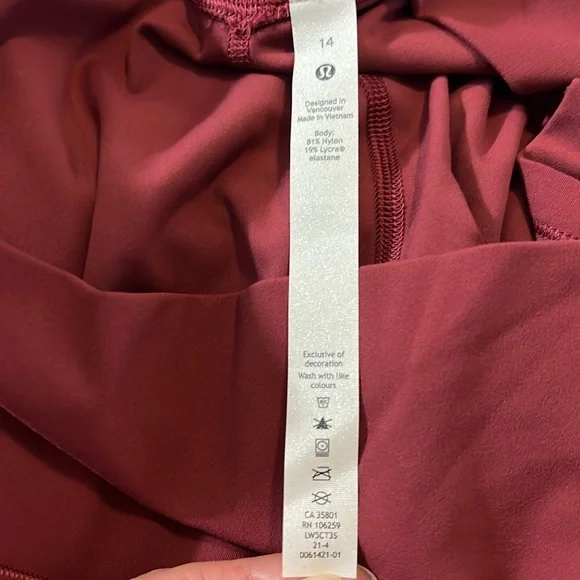 14
Designed in
Vancouver
Made in Vietnam
Body:
81% Nylon
19% Lycra®
elastane
Exclusive of
decoration
Wash with like
colours
CA 35801
RN 106259
LW5CT3S
21-4
0061421-01